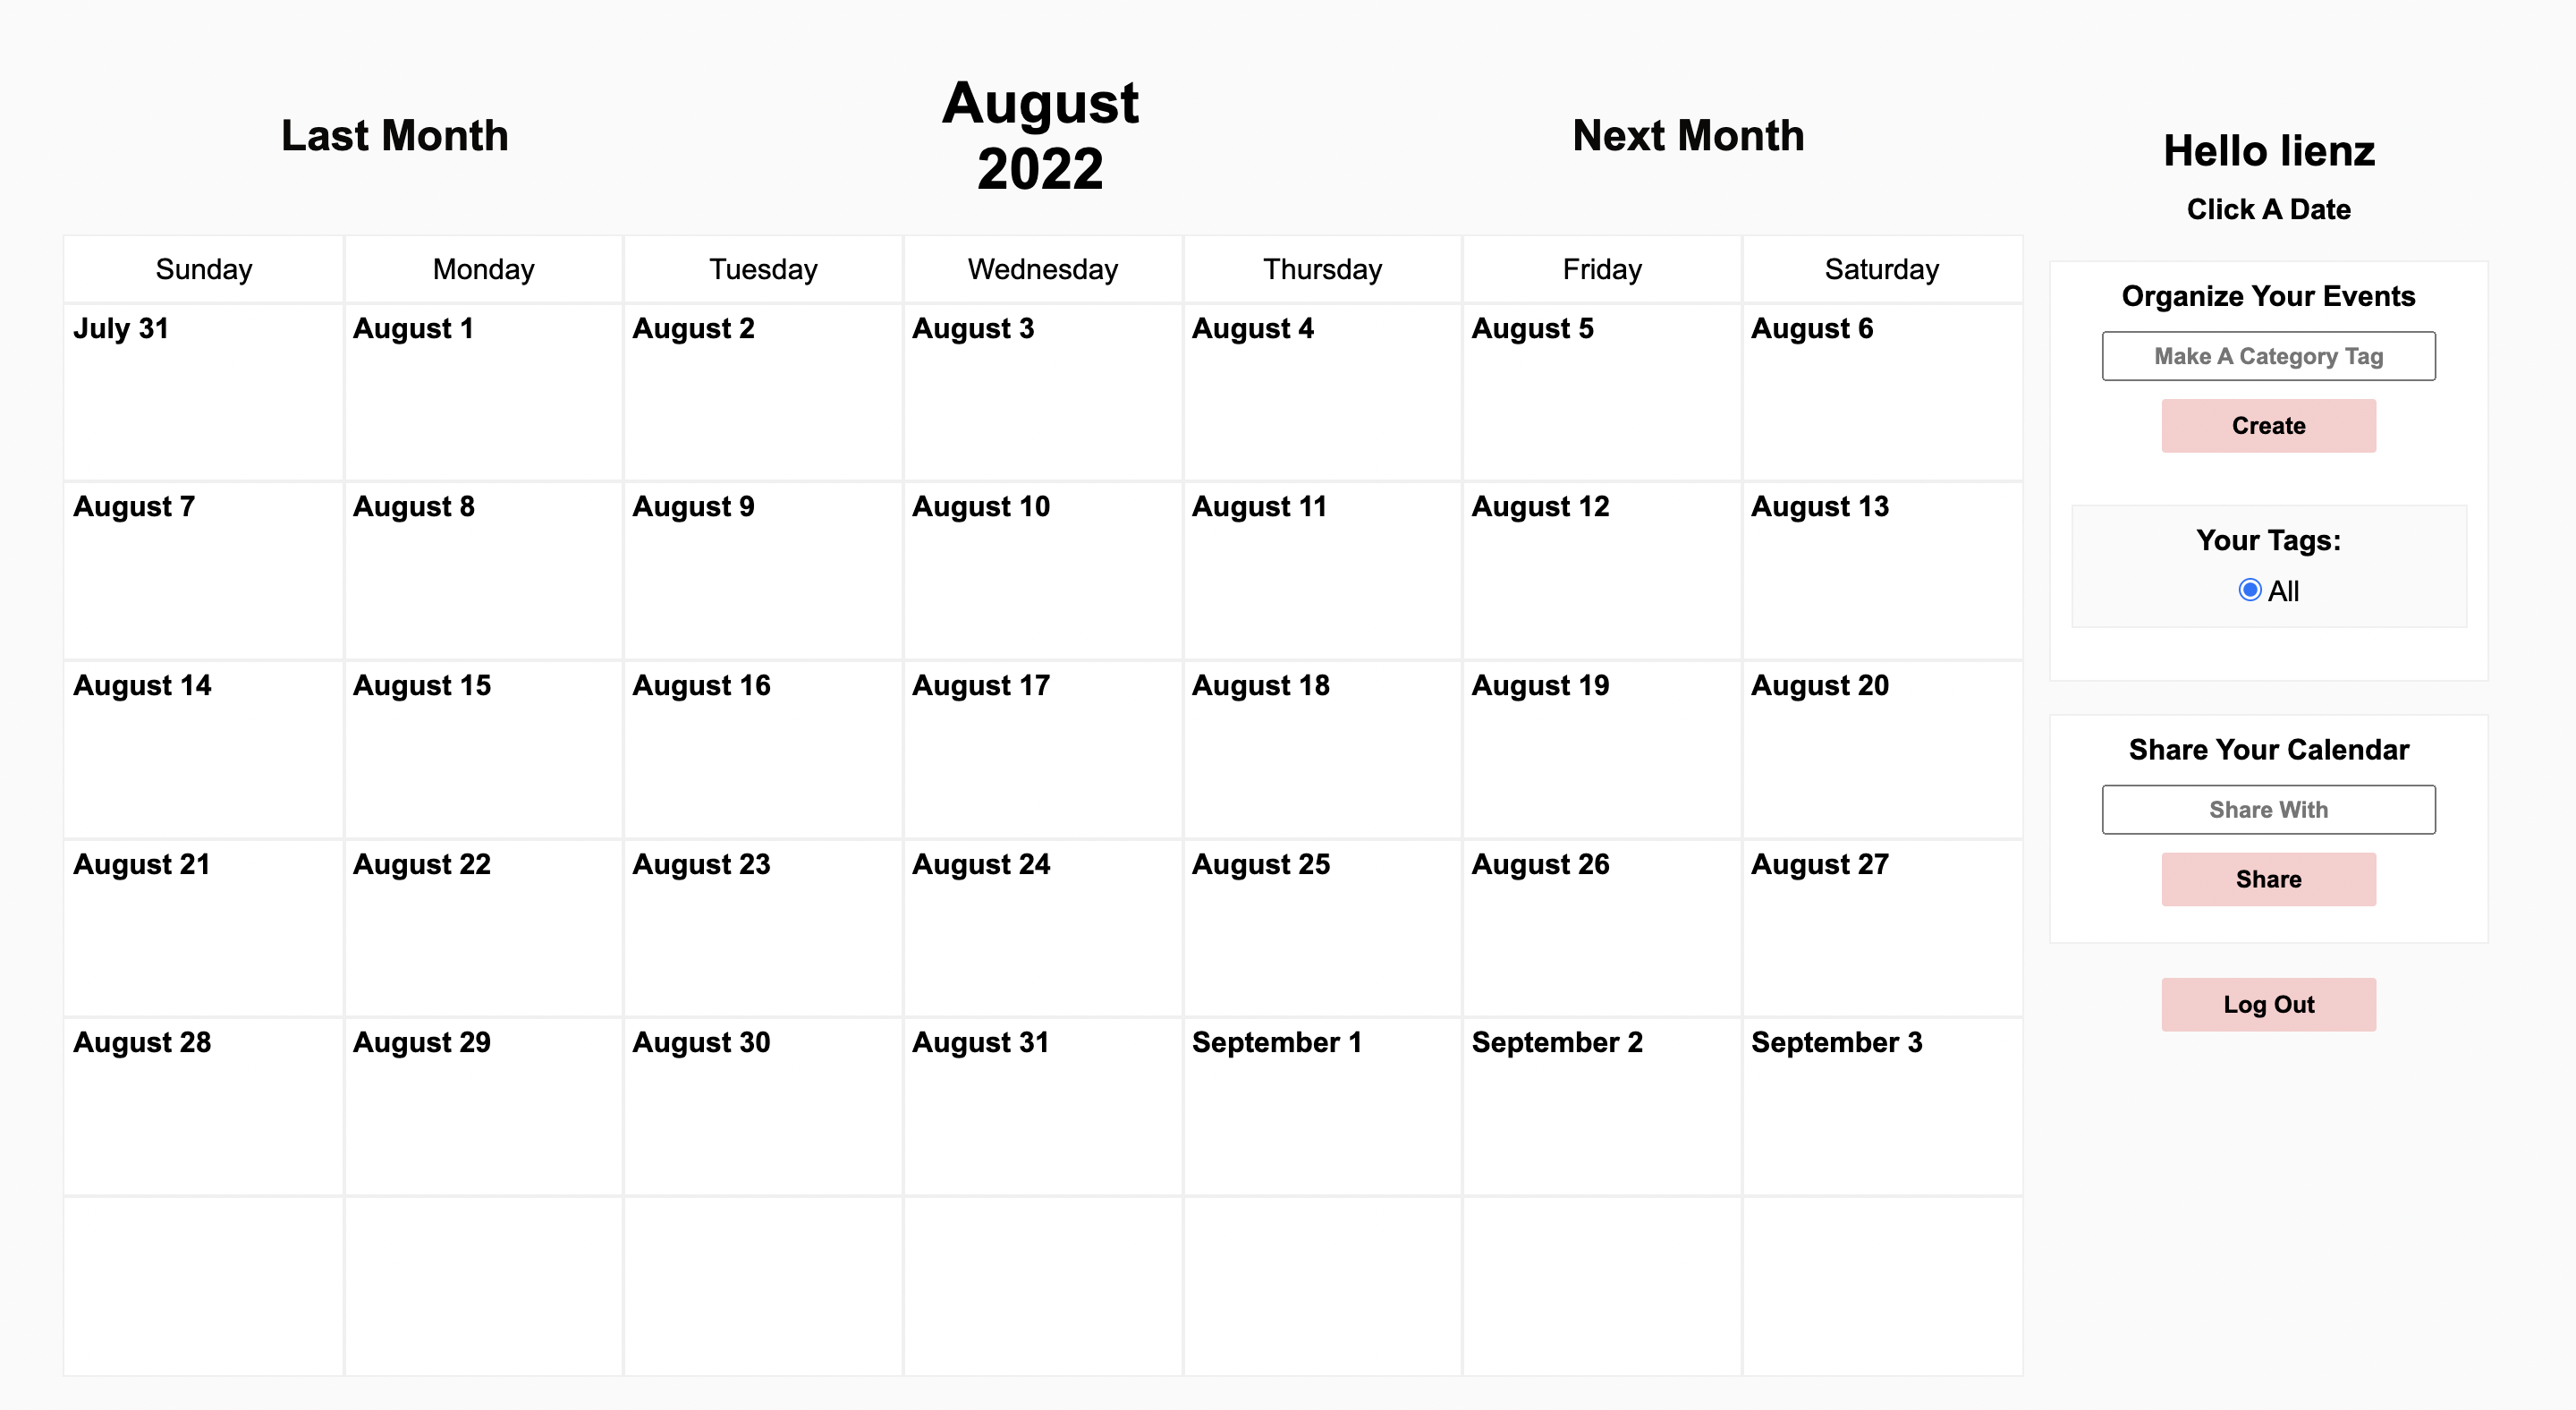 Last Month
August
2022
Next Month
Sunday Monday Tuesday Wednesday Thursday Friday Saturday
July 31 August 1 August 2 August 3 August 4 August 5 August 6
August 7 August 8 August 9 August 10 August 11 August 12 August 13
August 14 August 15 August 16 August 17 August 18 August 19 August 20
August 21 August 22 August 23 August 24 August 25 August 26 August 27
August 28 August 29 August 30 August 31 September 1 September 2 September 3
Hello lienz
Click A Date
Organize Your Events
Make A Category Tag
Create
Your Tags:
All
Share Your Calendar
Share With
Share
Log Out